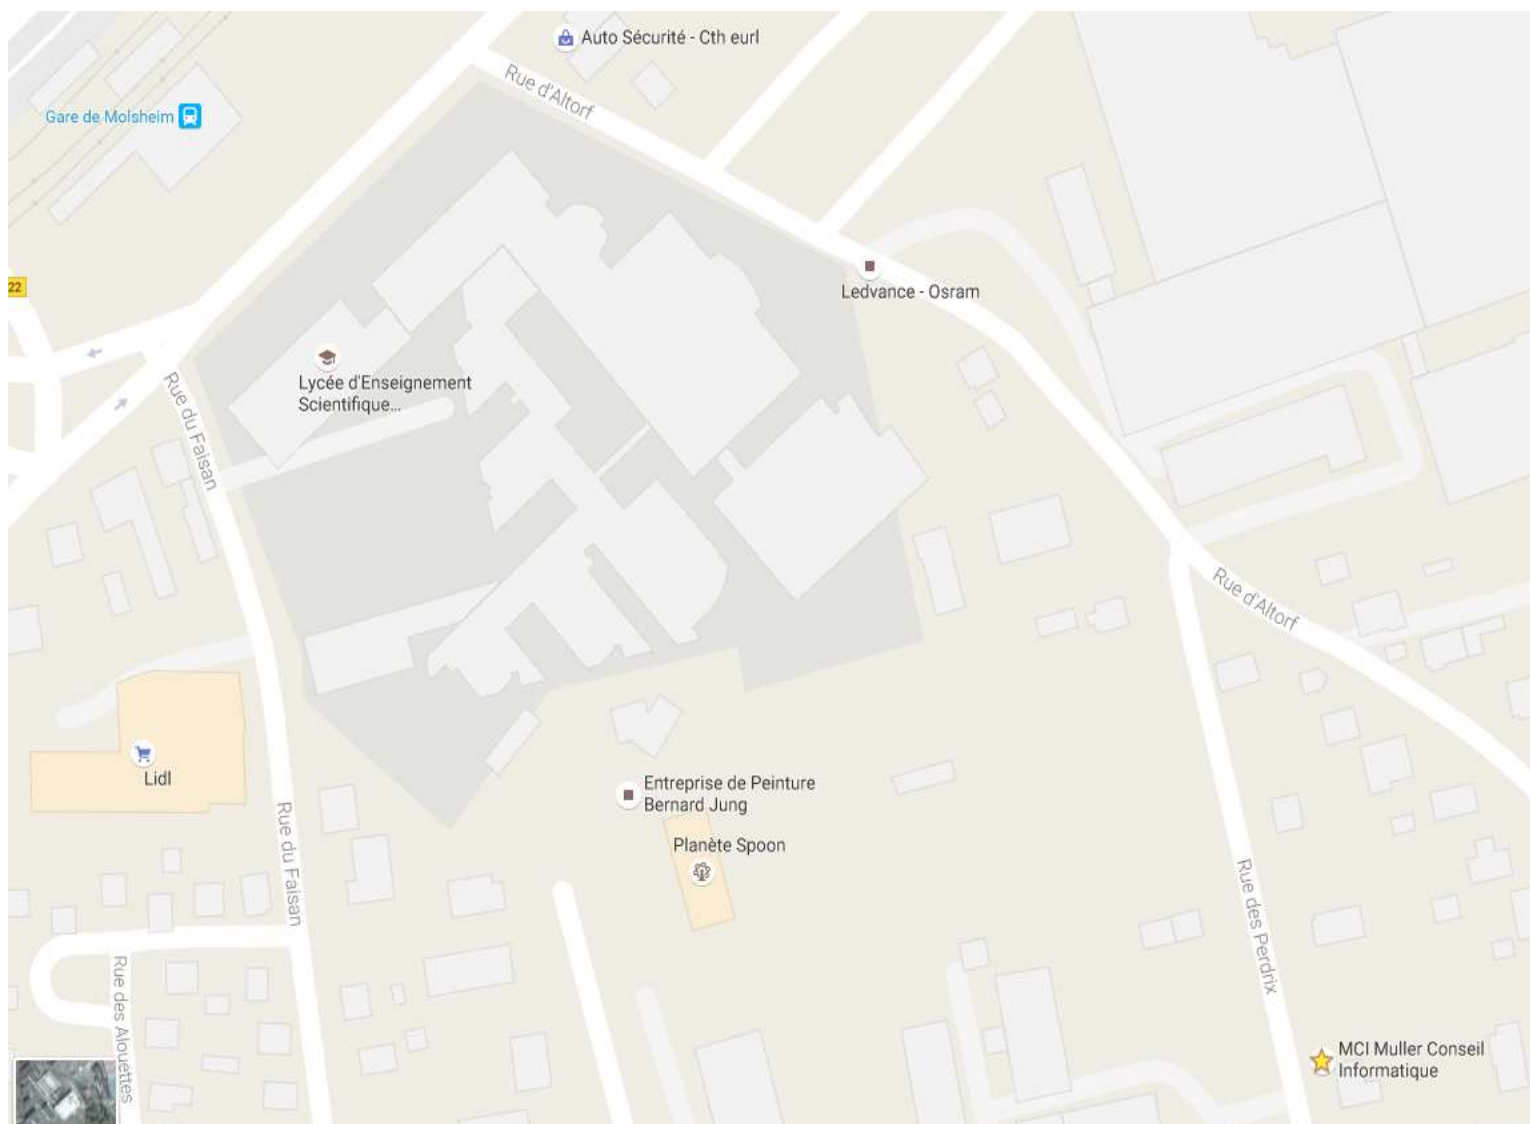 Auto Sécurité - Cth eurl
Rue d'Altorf
Gare de Molsheim
22
Ledvance - Osram
Lycée d'Enseignement
Scientifique...
Rue du Faisan
Rue d'Altorf
Lidl
Entreprise de Peinture
Bernard Jung
Planète Spoon
Rue du Faisan
Rue des Perdrix
Rue des Alouettes
MCI Muller Conseil
Informatique